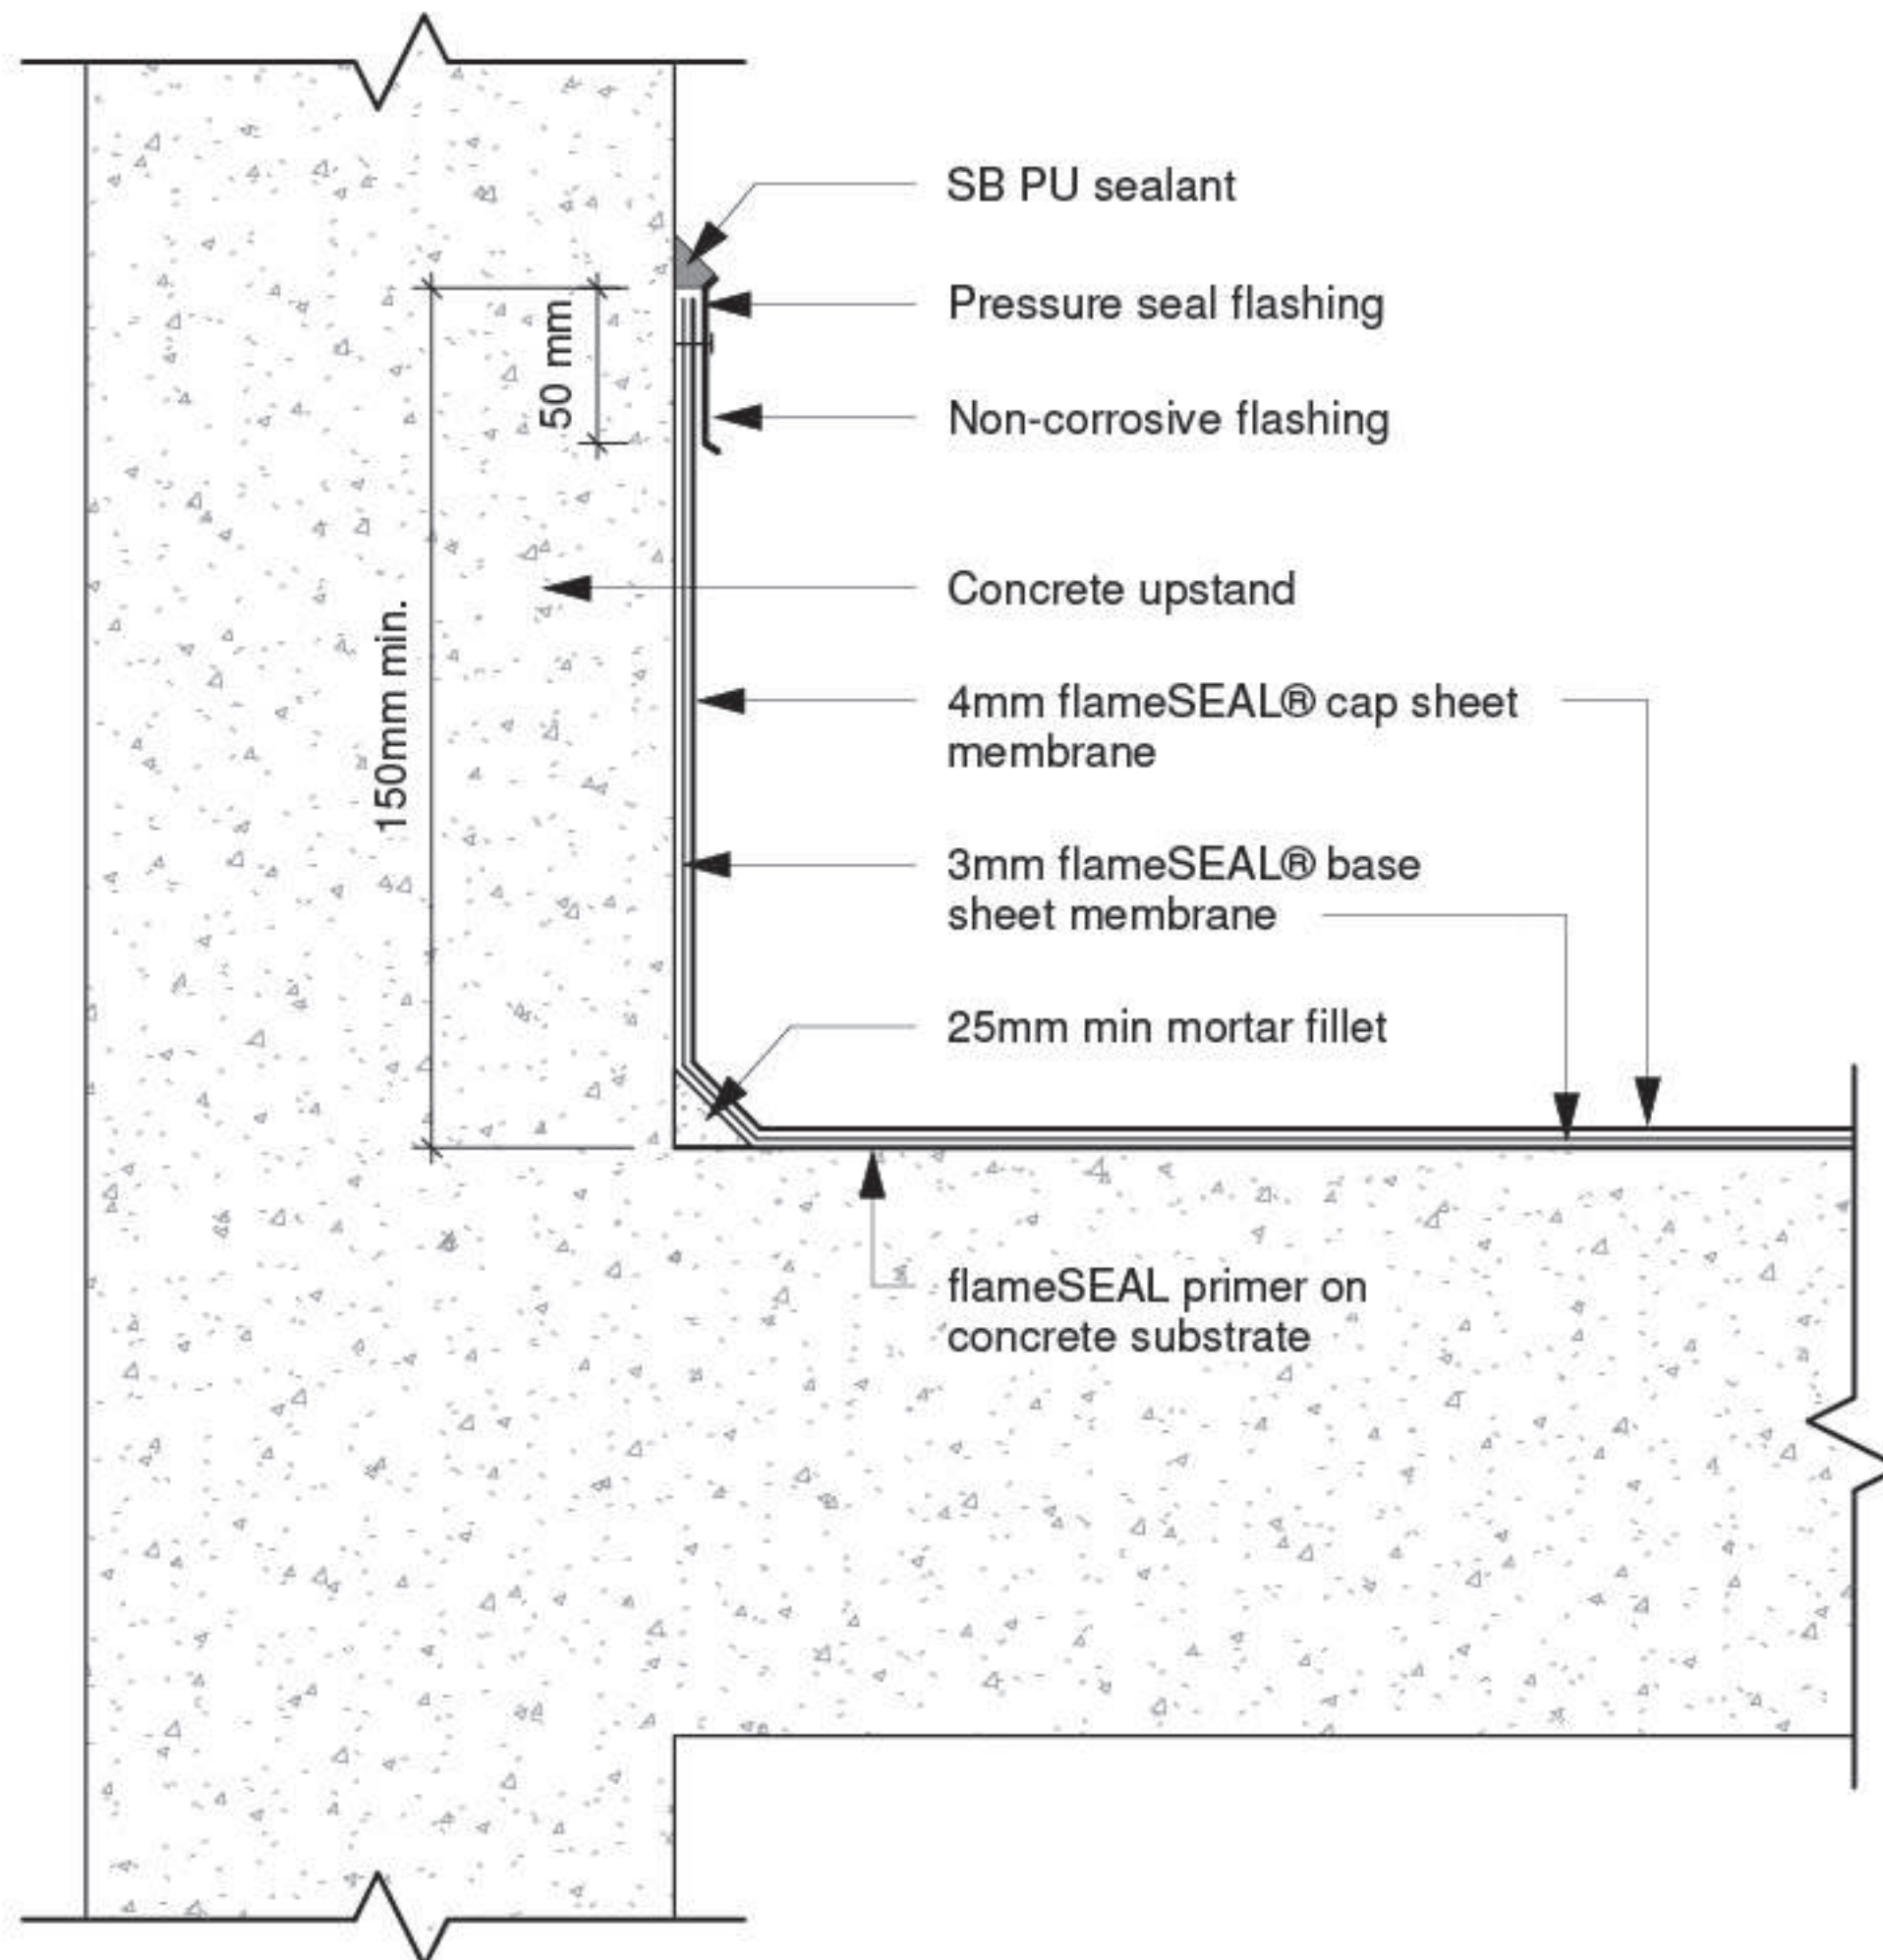 SB PU sealant
Pressure seal flashing
50 mm
Non-corrosive flashing
Concrete upstand
150mm min.
4mm flameSEAL® cap sheet
membrane
3mm flameSEAL® base
sheet membrane
25mm min mortar fillet
flameSEAL primer on
concrete substrate